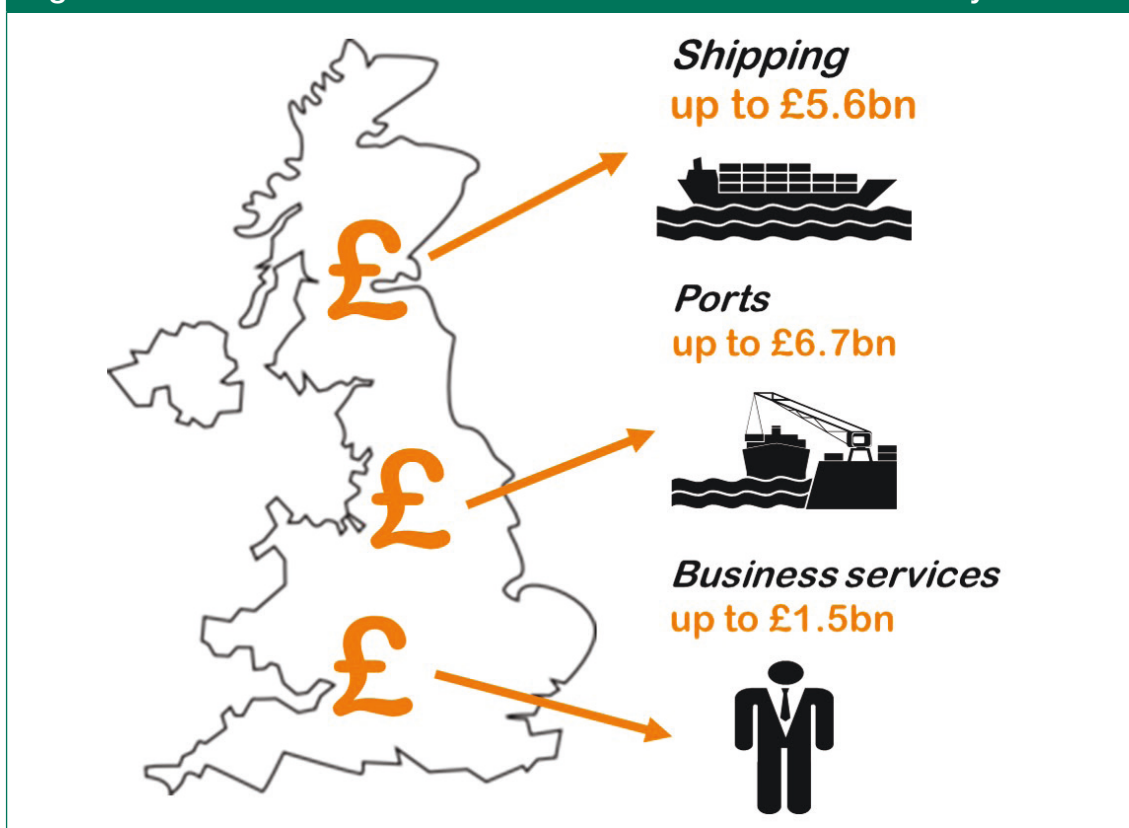 Shipping
up to £5.6bn
£
Ports
up to £6.7bn
£
Business services
up to £1.5bn
£